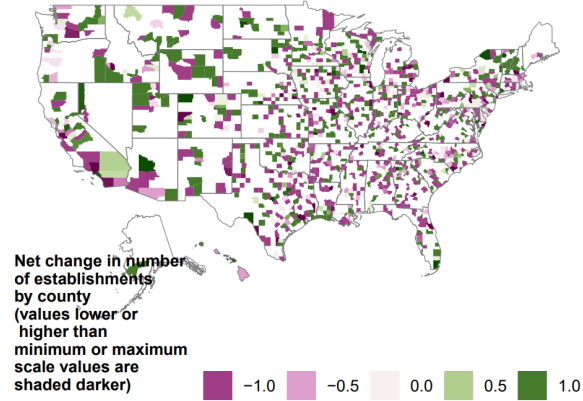 Net change in number
of establishments
by county
(values lower or
higher than
minimum or maximum
scale values are
shaded darker)
−1.0 −0.5 0.0 0.5 1.0